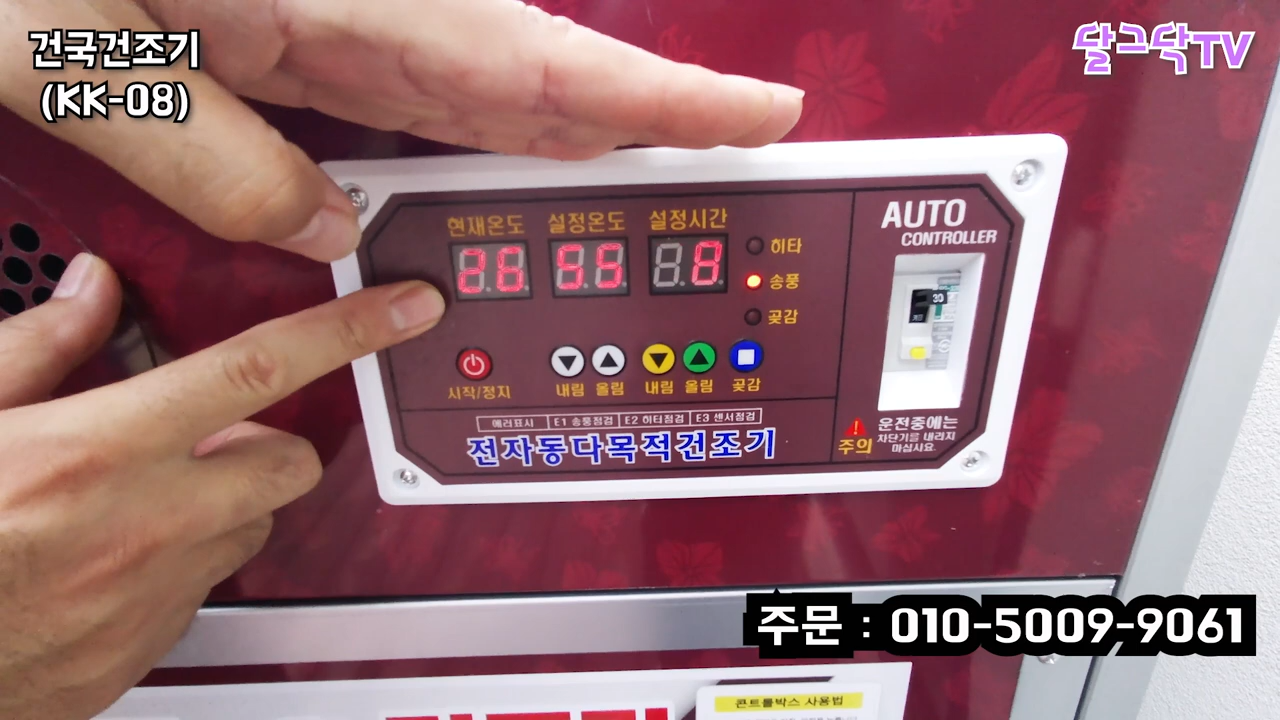 건국건조기
(KK-08)
달그닥TV
현재온도 설정온도 설정시간
26 55 8
히타
송풍
곶감
AUTO
CONTROLLER
30
시작/정지 내림 올림 내림 올림 곶감
에러표시 E1 송풍점검 E2 히터점검 E3 센서점검
전자동다목적건조기
주의
운전중에는
차단기를 내리지
마십시요.
주문 : 010-5009-9061
콘트롤박스 사용법